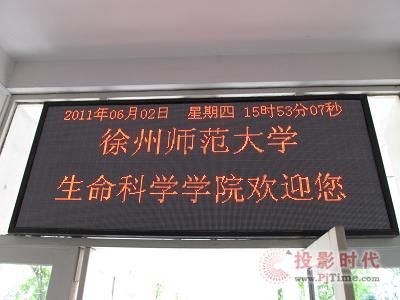 2011年06月02日 星期四 15时53分07秒
徐州师范大学
生命科学学院欢迎您
投影时代
www.PjTime.com